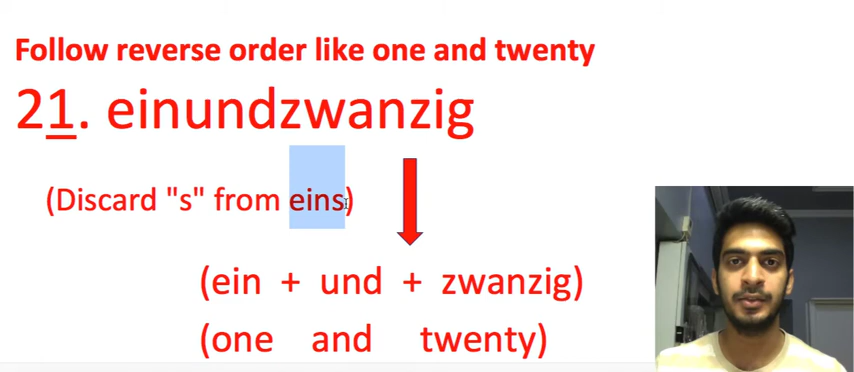 Follow reverse order like one and twenty
21. einundzwanzig
(Discard "s" from eins)
(ein + und + zwanzig)
(one and twenty)